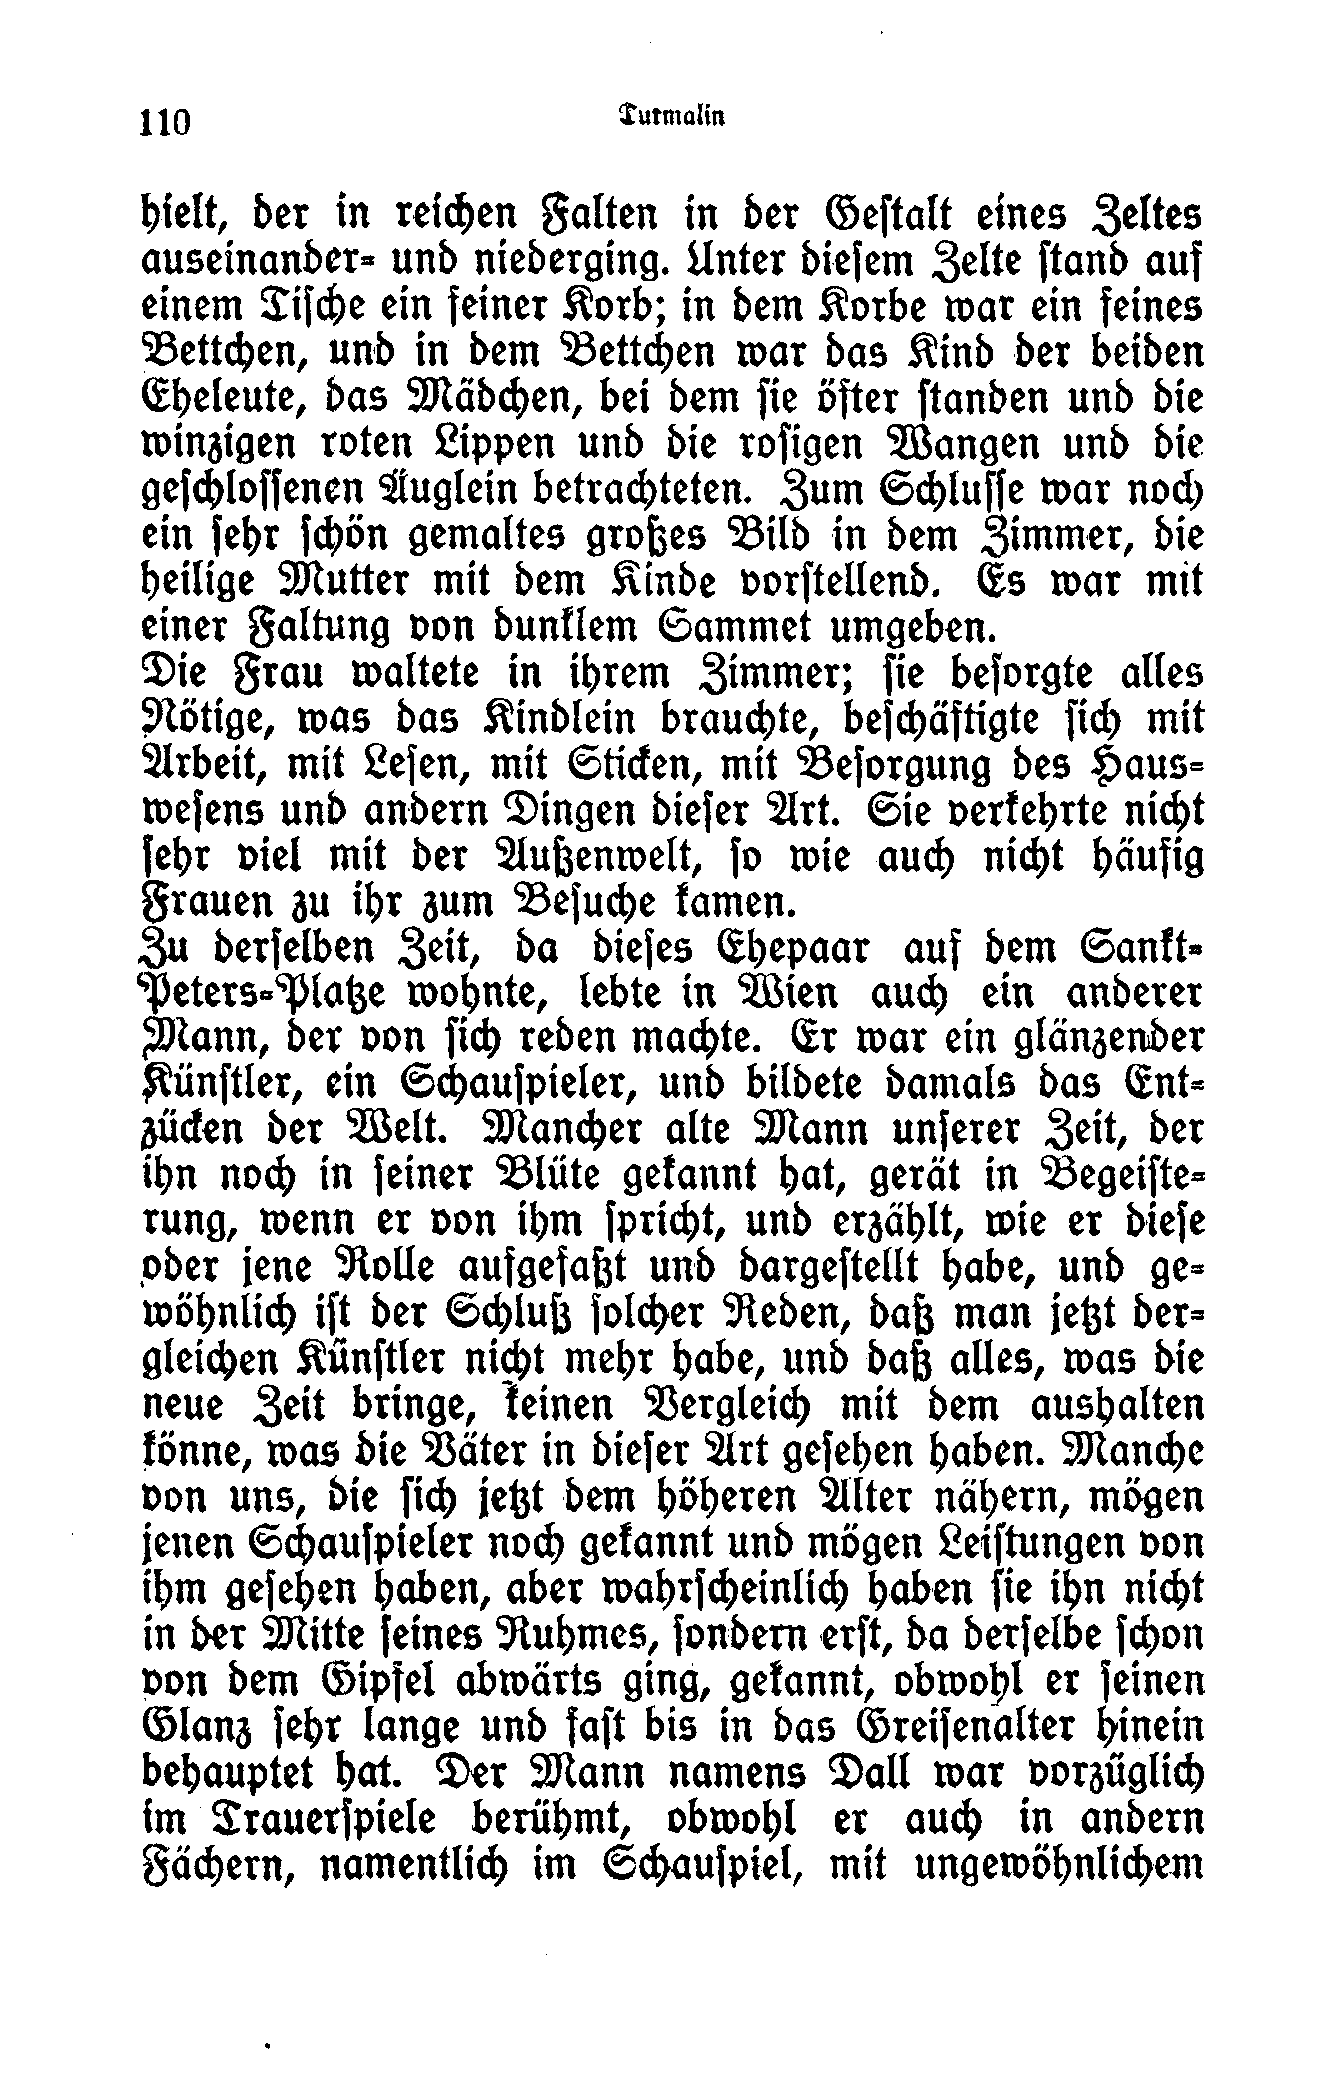 110
Turmalin
hielt, der in reichen Falten in der Gestalt eines Zeltes
auseinander- und niederging. Unter diesem Zelte stand auf
einem Tische ein feiner Korb; in dem Korbe war ein feines
Bettchen, und in dem Bettchen war das Kind der beiden
Eheleute, das Mädchen, bei dem sie öfter standen und die
winzigen roten Lippen und die rosigen Wangen und die
geschlossenen Äuglein betrachteten. Zum Schlusse war noch
ein sehr schön gemaltes großes Bild in dem Zimmer, die
heilige Mutter mit dem Kinde vorstellend. Es war mit
einer Faltung von dunklem Sammet umgeben.
Die Frau waltete in ihrem Zimmer; sie besorgte alles
Nötige, was das Kindlein brauchte, beschäftigte sich mit
Arbeit, mit Lesen, mit Sticken, mit Besorgung des Haus-
wesens und andern Dingen dieser Art. Sie verkehrte nicht
sehr viel mit der Außenwelt, so wie auch nicht häufig
Frauen zu ihr zum Besuche kamen.
Zu derselben Zeit, da dieses Ehepaar auf dem Sankt-
Peters-Platze wohnte, lebte in Wien auch ein anderer
Mann, der von sich reden machte. Er war ein glänzender
Künstler, ein Schauspieler, und bildete damals das Ent-
zücken der Welt. Mancher alte Mann unserer Zeit, der
ihn noch in seiner Blüte gekannt hat, gerät in Begeiste-
rung, wenn er von ihm spricht, und erzählt, wie er diese
oder jene Rolle aufgefaßt und dargestellt habe, und ge-
wöhnlich ist der Schluß solcher Reden, daß man jetzt der-
gleichen Künstler nicht mehr habe, und daß alles, was die
neue Zeit bringe, keinen Vergleich mit dem aushalten
könne, was die Väter in dieser Art gesehen haben. Manche
von uns, die sich jetzt dem höheren Alter nähern, mögen
jenen Schauspieler noch gekannt und mögen Leistungen von
ihm gesehen haben, aber wahrscheinlich haben sie ihn nicht
in der Mitte seines Ruhmes, sondern erst, da derselbe schon
von dem Gipfel abwärts ging, gekannt, obwohl er seinen
Glanz sehr lange und fast bis in das Greisenalter hinein
behauptet hat. Der Mann namens Dall war vorzüglich
im Trauerspiele berühmt, obwohl er auch in andern
Fächern, namentlich im Schauspiel, mit ungewöhnlichem